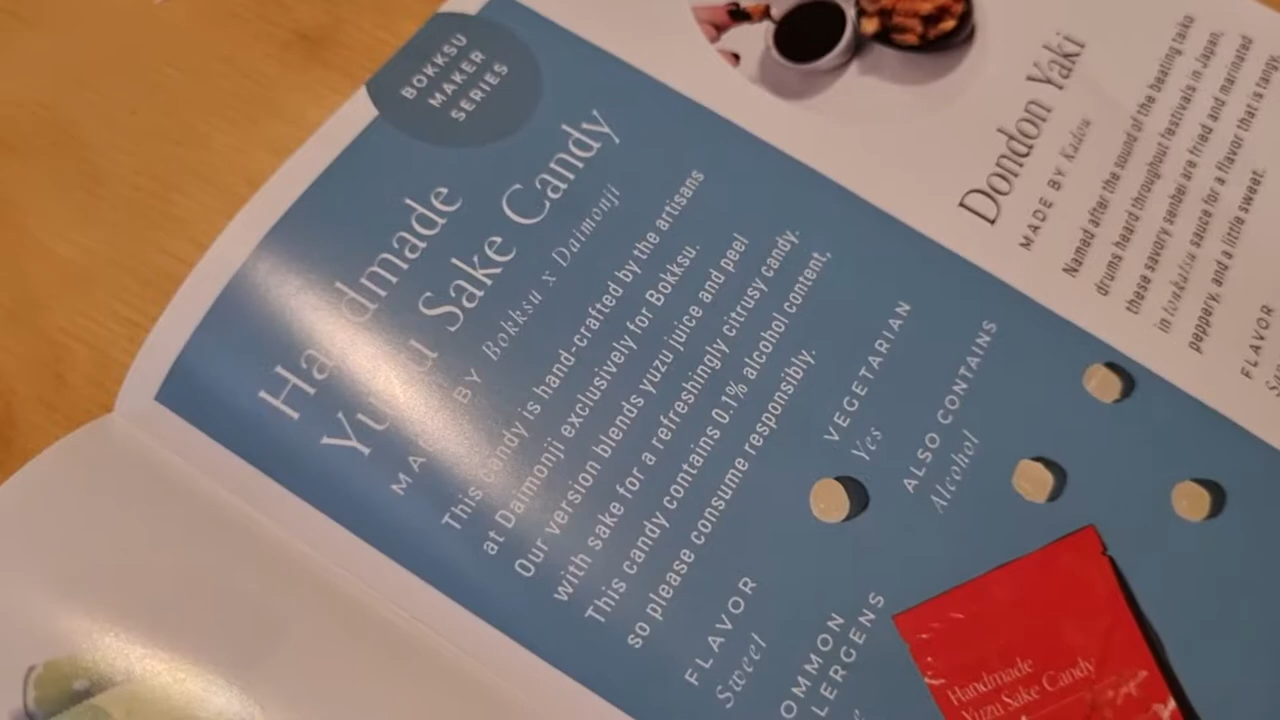 BOKKSU
MAKER
SERIES
Handmade
Yuzu Sake Candy
MADE BY Bokksu x Daimonji
This candy is hand-crafted by the artisans
at Daimonji exclusively for Bokksu.
Our version blends yuzu juice and peel
with sake for a refreshingly citrusy candy.
This candy contains 0.1% alcohol content,
so please consume responsibly.
FLAVOR
Sweet
VEGETARIAN
Yes
OMMON
LERGENS
ALSO CONTAINS
Alcohol
Handmade
Yuzu Sake Candy
Dondon Yaki
MADE BY Kadou
Named after the sound of the beating taiko
drums heard throughout festivals in Japan,
these savory senbei are fried and marinated
in tonkatsu sauce for a flavor that is tangy,
peppery, and a little sweet.
FLAVOR